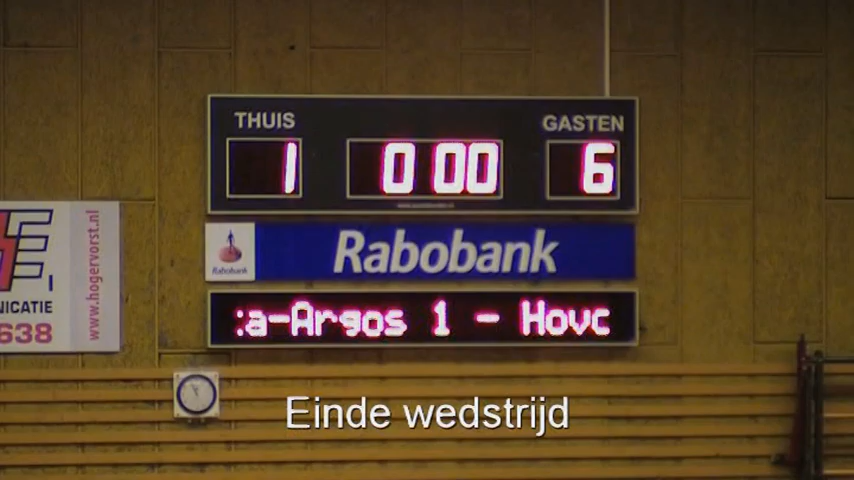 THUIS
GASTEN
1
0 00
6
Rabobank
Rabobank
:a-Argos 1 - Hovc
NICATIE
638
www.hogervorst.nl
Einde wedstrijd